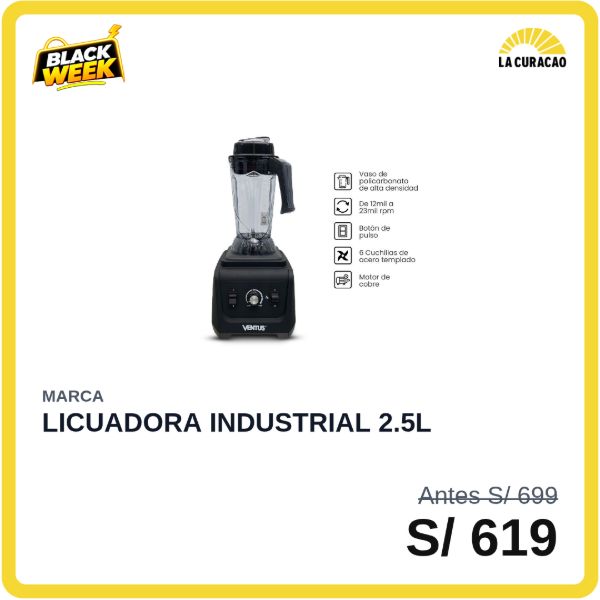 BLACK
WEEK
LA CURACAO
Vaso de
policarbonato
de alta densidad
De 12mil a
23mil rpm
Botón de
pulso
6 Cuchillas de
acero templado
Motor de
cobre
VENTUS
MARCA
LICUADORA INDUSTRIAL 2.5L
Antes S/ 699
S/ 619